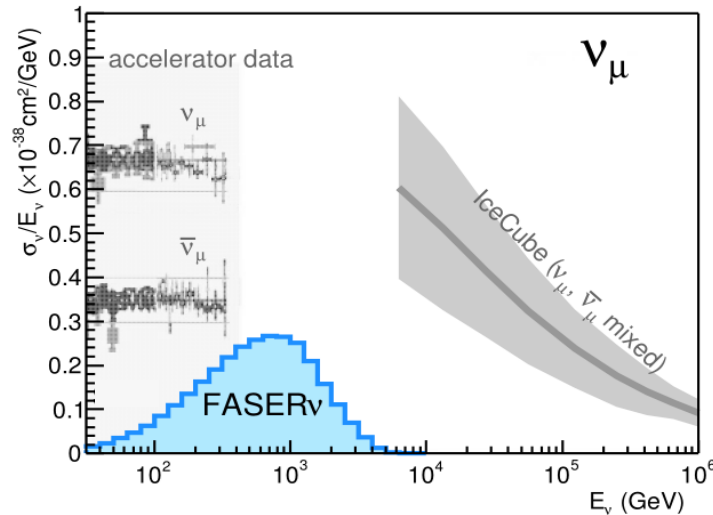 σν/Eν (×10⁻³⁸cm²/GeV)
1
0.9
0.8
0.7
0.6
0.5
0.4
0.3
0.2
0.1
0
accelerator data
νμ
νμ
ν̅μ
IceCube (νμ, ν̅μ mixed)
FASERν
10²
10³
10⁴
10⁵
10⁶
Eν (GeV)